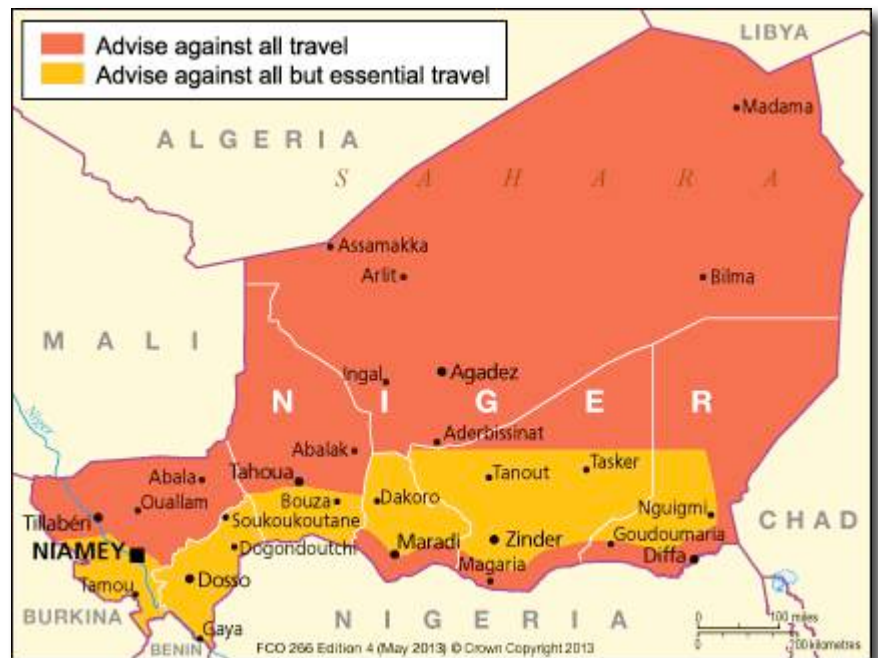 Advise against all travel
Advise against all but essential travel
LIBYA
Madama
ALGERIA
SAHARA
Assamakka
Arlit
Bilma
MALI
Niger
Ingal
Agadez
NIGER
Aderbissinat
Abalak
Abala
Tahoua
Tanout
Tasker
Ouallam
Bouza
Dakoro
Nguigmi
Tillabéri
Soukoukoutane
CHAD
NIAMEY
Dogondoutchi
Maradi
Zinder
Goudoumaria
Diffa
Magaria
Tamou
Dosso
BURKINA
NIGERIA
0 100 miles
0 200 kilometres
Gaya
BENIN
FCO 266 Edition 4 (May 2013) © Crown Copyright 2013